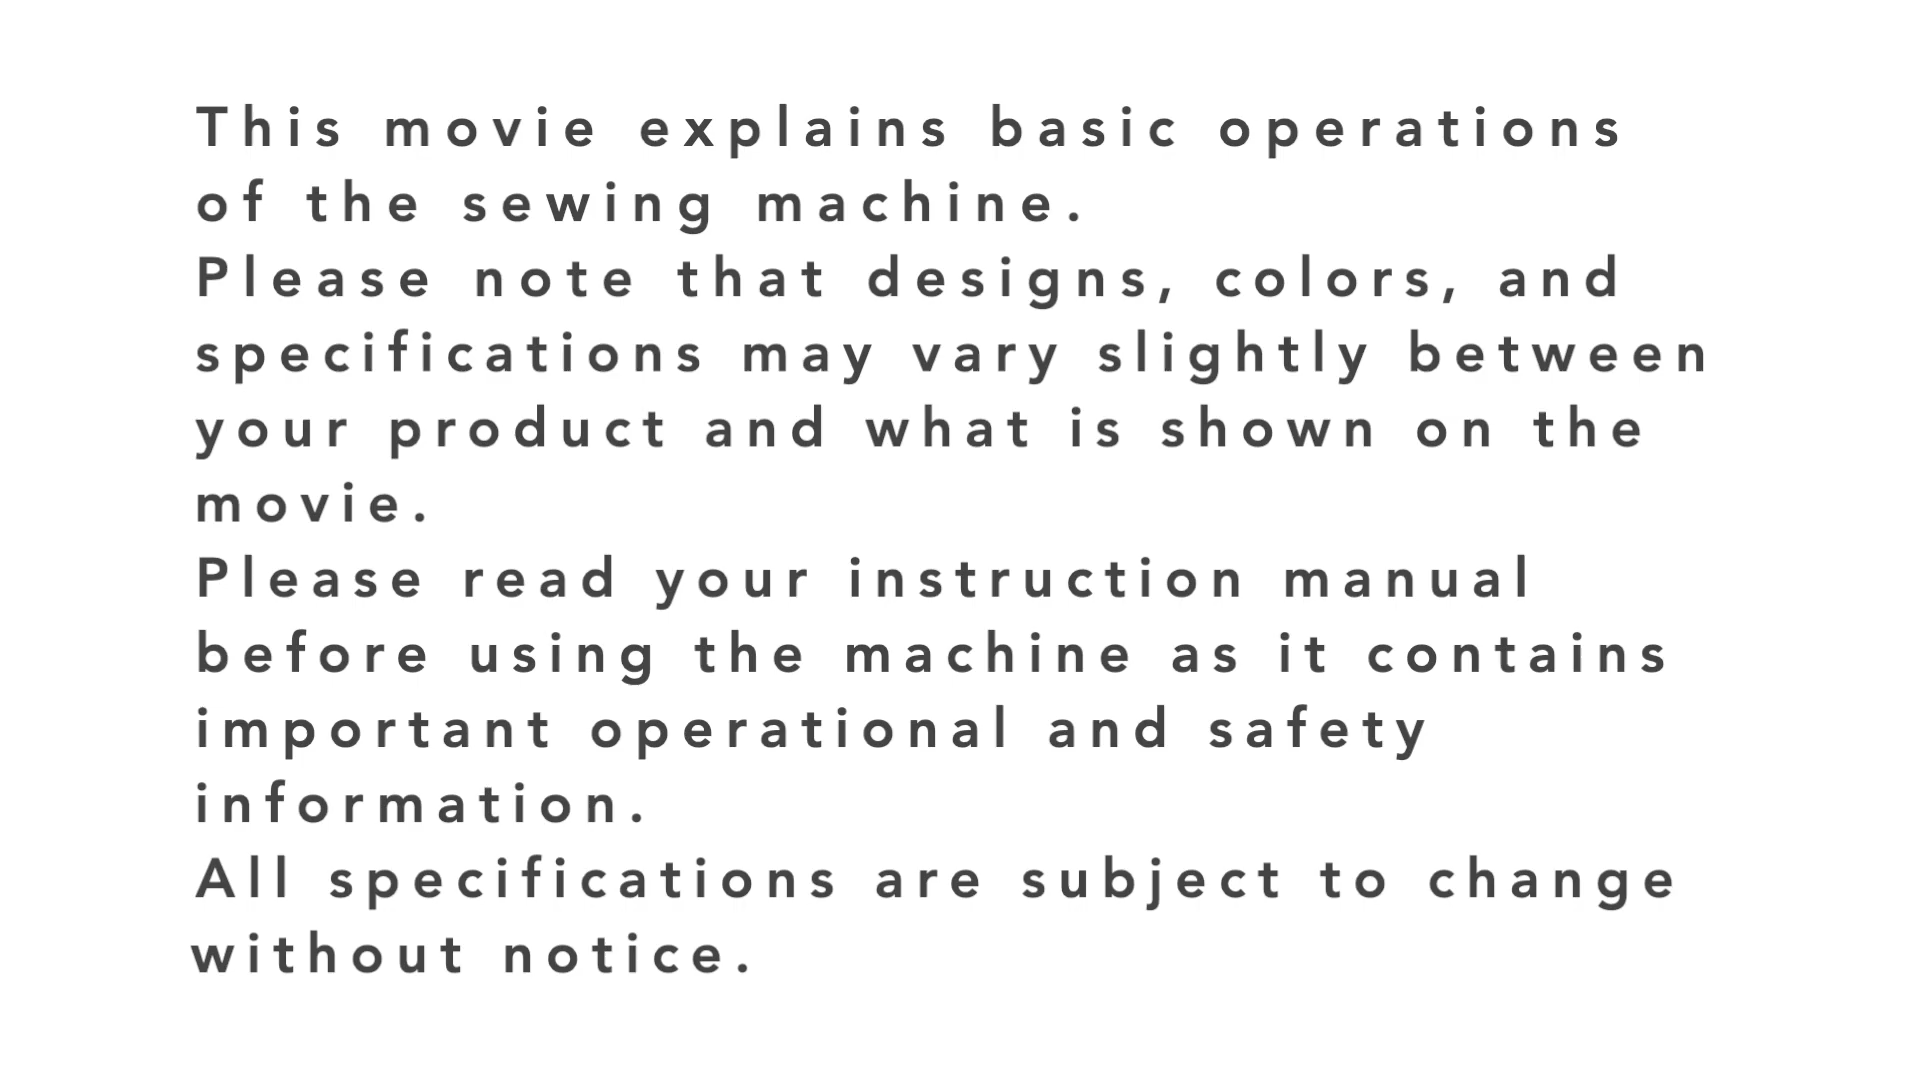 This movie explains basic operations
of the sewing machine.
Please note that designs, colors, and
specifications may vary slightly between
your product and what is shown on the
movie.
Please read your instruction manual
before using the machine as it contains
important operational and safety
information.
All specifications are subject to change
without notice.